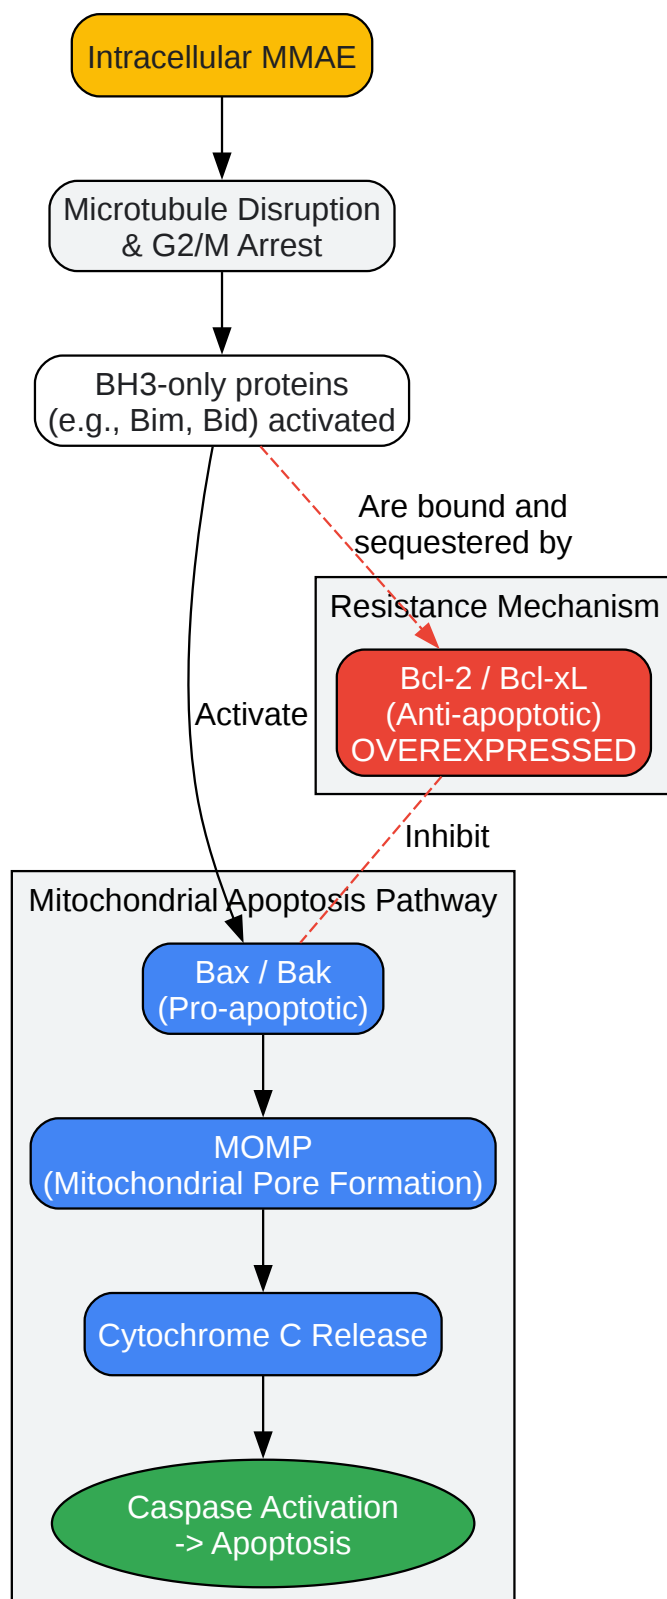 Intracellular MMAE
Microtubule Disruption
& G2/M Arrest
BH3-only proteins
(e.g., Bim, Bid) activated
Are bound and
sequestered by
Resistance Mechanism
Bcl-2 / Bcl-xL
(Anti-apoptotic)
OVEREXPRESSED
Activate
Inhibit
Mitochondrial Apoptosis Pathway
Bax / Bak
(Pro-apoptotic)
MOMP
(Mitochondrial Pore Formation)
Cytochrome C Release
Caspase Activation
-> Apoptosis